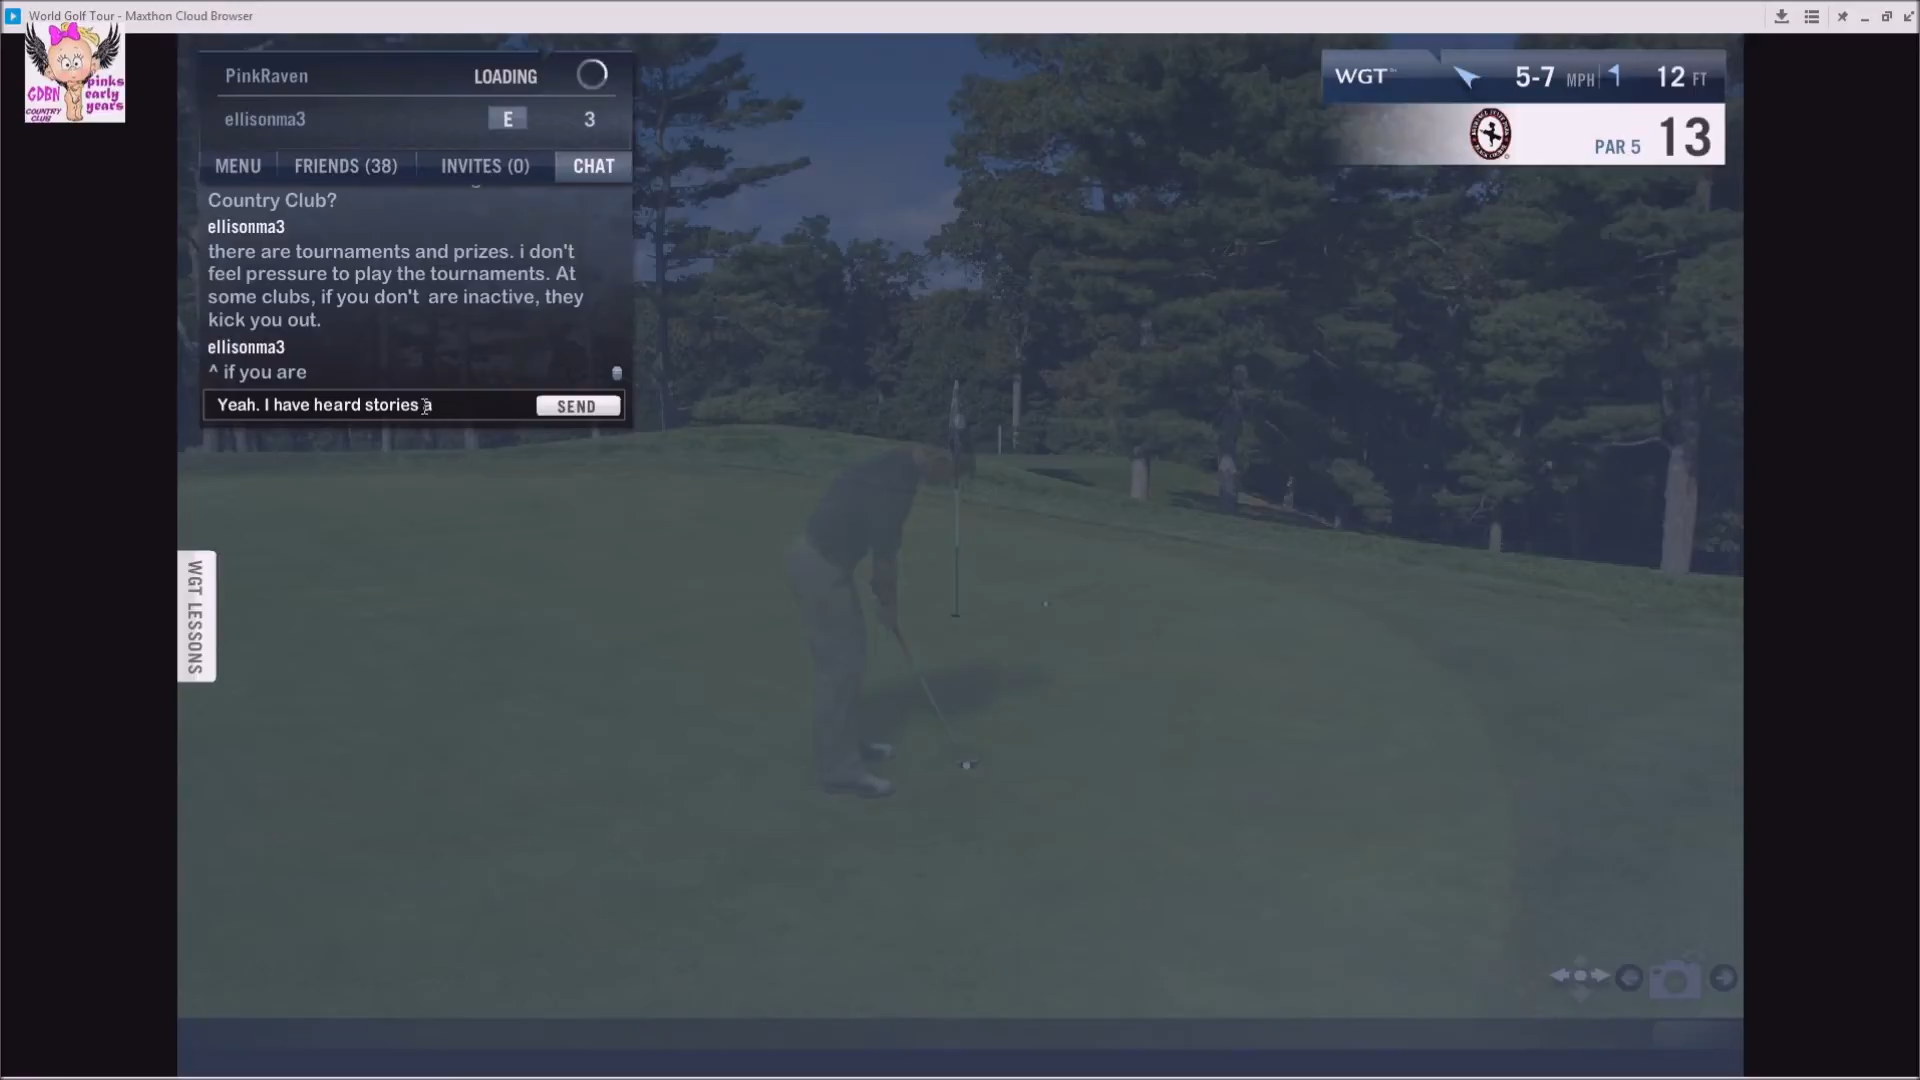 World Golf Tour - Maxthon Cloud Browser
GDBN
COUNTRY
CLUB
pinks
early
years
PinkRaven LOADING
ellisonma3 E 3
MENU FRIENDS (38) INVITES (0) CHAT
Country Club?
ellisonma3
there are tournaments and prizes. i don't
feel pressure to play the tournaments. At
some clubs, if you don't are inactive, they
kick you out.
ellisonma3
^ if you are
Yeah. I have heard stories a SEND
WGT 5-7 MPH 12 FT
PAR 5 13
WGT LESSONS